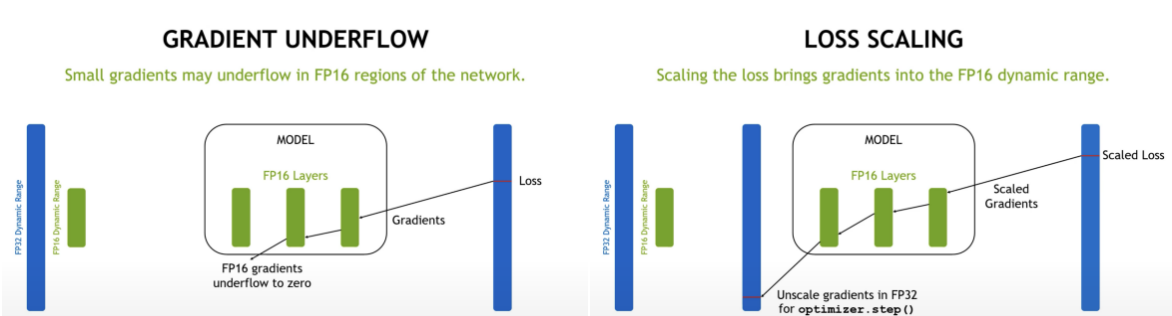 GRADIENT UNDERFLOW
Small gradients may underflow in FP16 regions of the network.
FP32 Dynamic Range
FP16 Dynamic Range
MODEL
FP16 Layers
Loss
Gradients
FP16 gradients
underflow to zero
LOSS SCALING
Scaling the loss brings gradients into the FP16 dynamic range.
FP32 Dynamic Range
FP16 Dynamic Range
MODEL
FP16 Layers
Scaled Loss
Scaled
Gradients
Unscale gradients in FP32
for optimizer.step()